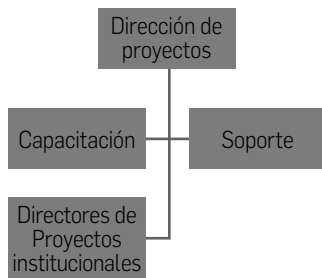 Dirección de
proyectos
Capacitación
Soporte
Directores de
Proyectos
institucionales